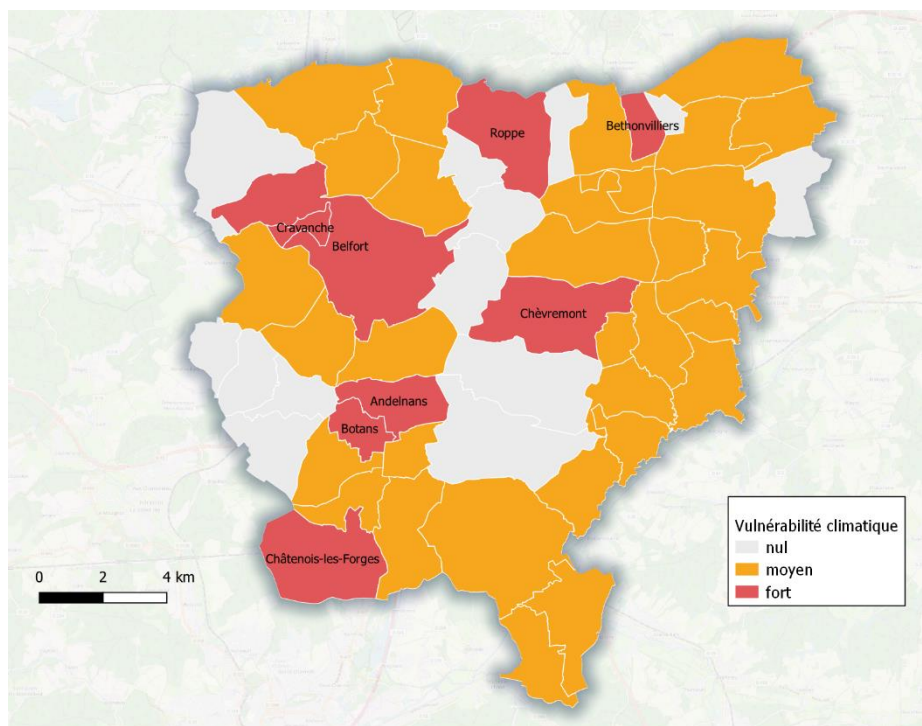 Roppe
Bethonvilliers
Cravanche
Belfort
Chèvremont
Andelnans
Botans
Châtenois-les-Forges
0 2 4 km
Vulnérabilité climatique
nul
moyen
fort